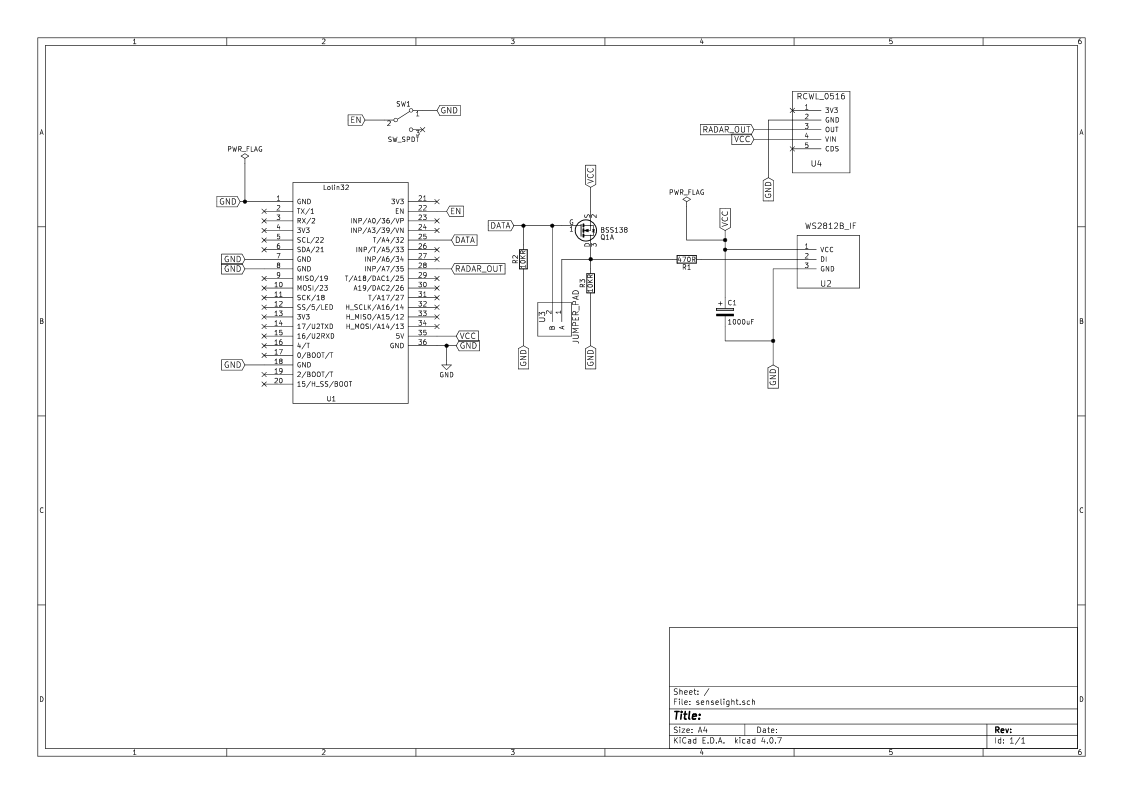 1 2 3 4 5 6
A
B
C
D
A
B
C
D
1 2 3 4 5 6
SW1
EN 2
1 GND
3
SW_SPDT
PWR_FLAG
GND
Lolin32
1 GND
2 TX/1
3 RX/2
4 3V3
5 SCL/22
6 SDA/21
GND 7 GND
GND 8 GND
9 MISO/19
10 MOSI/23
11 SCK/18
12 SS/5/LED
13 3V3
14 17/U2TXD
15 16/U2RXD
16 4/T
17 0/BOOT/T
GND 18 GND
19 2/BOOT/T
20 15/H_SS/BOOT
3V3 21
EN 22 EN
INP/A0/36/VP 23
INP/A3/39/VN 24
T/A4/32 25 DATA
INP/T/A5/33 26
INP/A6/34 27
INP/A7/35 28 RADAR_OUT
T/A18/DAC1/25 29
A19/DAC2/26 30
T/A17/27 31
H_SCLK/A16/14 32
H_MISO/A15/12 33
H_MOSI/A14/13 34
5V 35 VCC
GND 36 GND
GND
U1
DATA
VCC
S 2
G 1
D 3
BSS138
Q1A
R2
10KR
R3
10KR
U3
2 1
B A
JUMPER_PAD
GND
GND
470R
R1
PWR_FLAG
VCC
+ C1
1000uF
GND
WS2812B_IF
1 VCC
2 DI
3 GND
U2
RCWL_0516
1 3V3
2 GND
RADAR_OUT 3 OUT
VCC 4 VIN
5 CDS
U4
GND
Sheet: /
File: senselight.sch
Title:
Size: A4 Date: Rev:
KiCad E.D.A. kicad 4.0.7 Id: 1/1